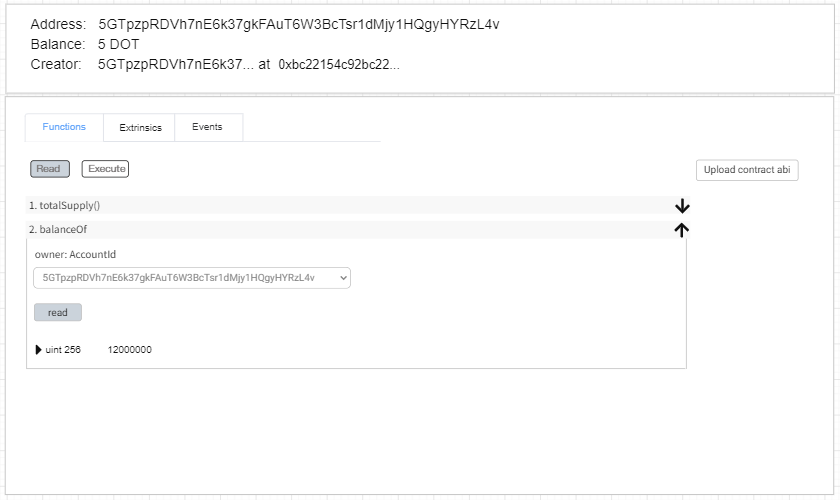 Address: 5GTpzpRDVh7nE6k37gkFAuT6W3BcTsr1dMjy1HQgyHYRzL4v
Balance: 5 DOT
Creator: 5GTpzpRDVh7nE6k37... at 0xbc22154c92bc22...
Functions Extrinsics Events
Read Execute Upload contract abi
1. totalSupply()
2. balanceOf
owner: AccountId
5GTpzpRDVh7nE6k37gkFAuT6W3BcTsr1dMjy1HQgyHYRzL4v
read
uint 256 12000000